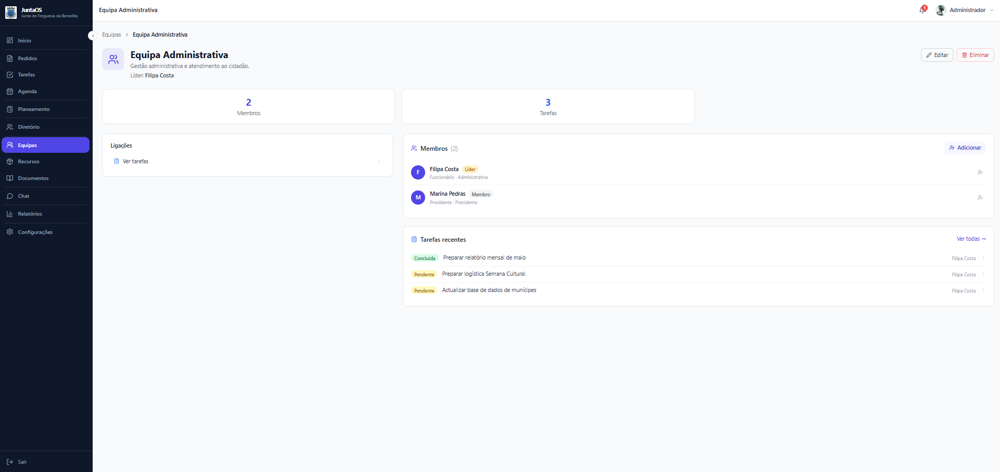 JuntaOS
Junta de Freguesia da Benedita
Equipa Administrativa
1
Administrador
Início
Pedidos
Tarefas
Agenda
Planeamento
Diretório
Equipas
Recursos
Documentos
Chat
Relatórios
Configurações
Sair
Equipas > Equipa Administrativa
Equipa Administrativa
Gestão administrativa e atendimento ao cidadão.
Líder: Filipa Costa
Editar
Eliminar
2
Membros
3
Tarefas
Ligações
Ver tarefas
Membros (2)
Adicionar
F
Filipa Costa Líder
Funcionário · Administrativa
M
Marina Pedras Membro
Presidente · Presidente
Tarefas recentes
Ver todas →
Concluída Preparar relatório mensal de maio Filipa Costa
Pendente Preparar logística Semana Cultural Filipa Costa
Pendente Actualizar base de dados de munícipes Filipa Costa